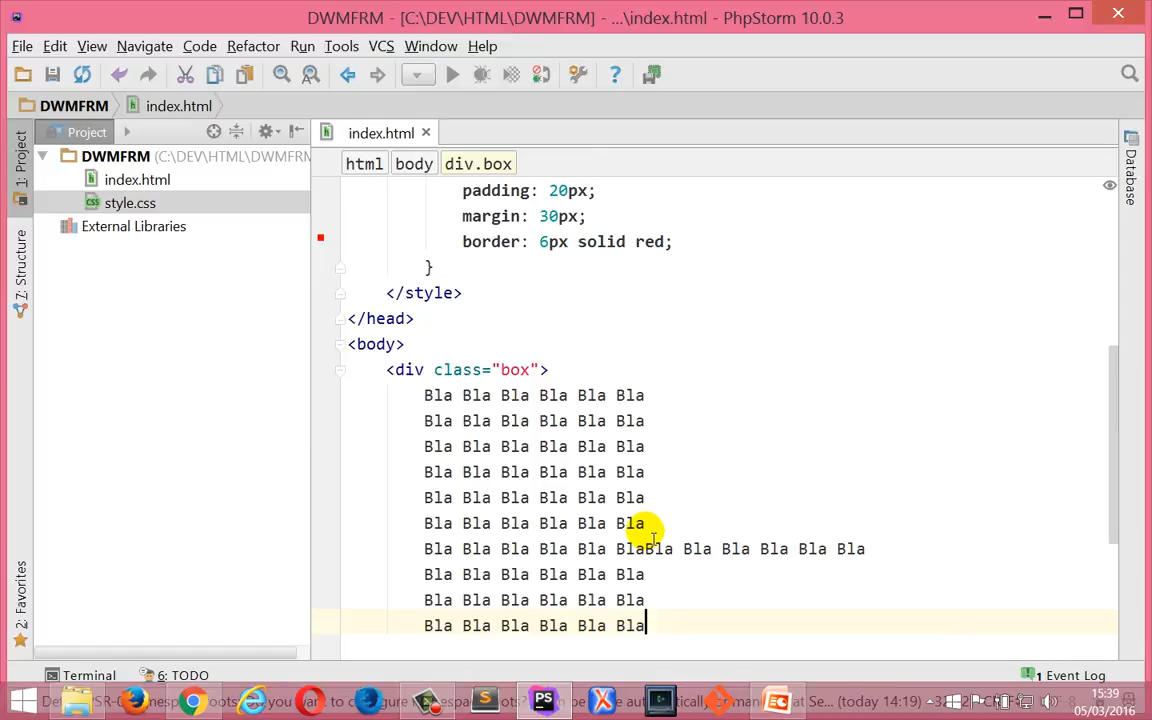 DWMFRM - [C:\DEV\HTML\DWMFRM] - ...\index.html - PhpStorm 10.0.3
File Edit View Navigate Code Refactor Run Tools VCS Window Help
DWMFRM index.html
1: Project
Project
index.html
DWMFRM (C:\DEV\HTML\DWMFRM
index.html
style.css
External Libraries
Z: Structure
2: Favorites
Database
html body div.box
padding: 20px;
margin: 30px;
border: 6px solid red;
}
</style>
</head>
<body>
<div class="box">
Bla Bla Bla Bla Bla Bla
Bla Bla Bla Bla Bla Bla
Bla Bla Bla Bla Bla Bla
Bla Bla Bla Bla Bla Bla
Bla Bla Bla Bla Bla Bla
Bla Bla Bla Bla Bla Bla
Bla Bla Bla Bla Bla BlaBla Bla Bla Bla Bla Bla
Bla Bla Bla Bla Bla Bla
Bla Bla Bla Bla Bla Bla
Bla Bla Bla Bla Bla Bla
Terminal 6: TODO 1 Event Log
(today 14:19)
15:39
05/03/2016